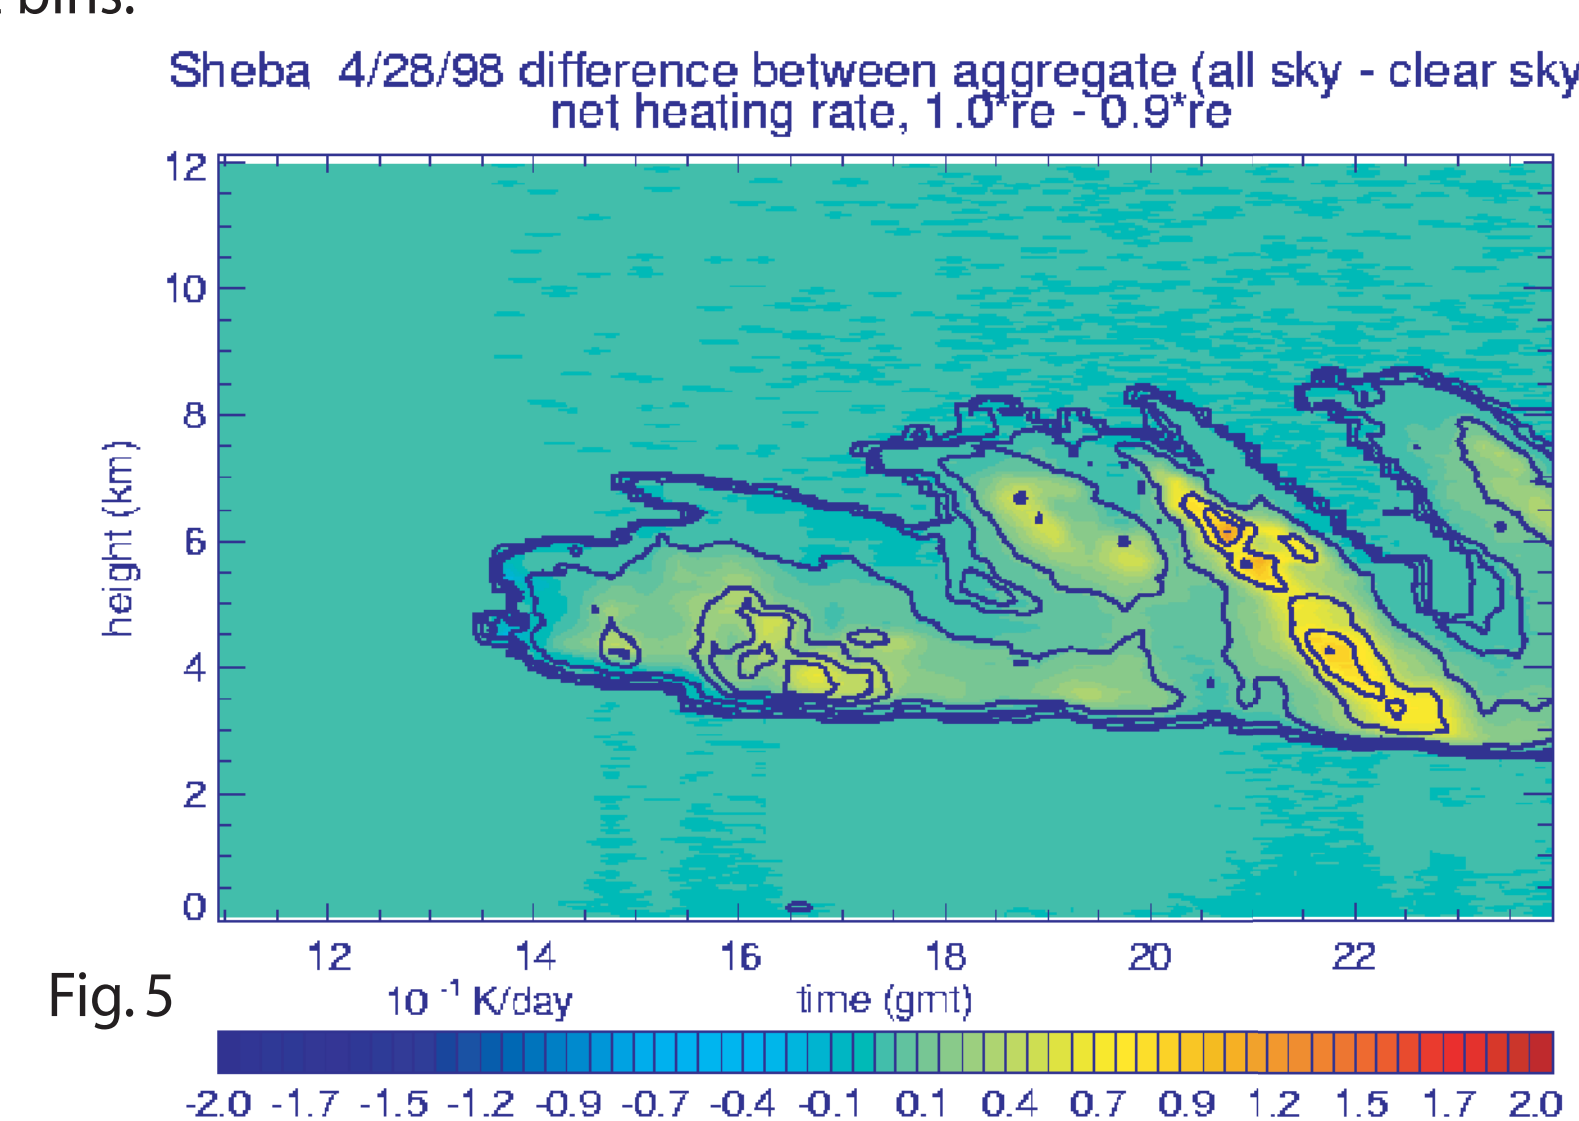 bins.
Sheba 4/28/98 difference between aggregate (all sky - clear sky
net heating rate, 1.0*re - 0.9*re
12
10
8
6
4
2
0
height (km)
12 14 16 18 20 22
Fig. 5
10 -1 K/day time (gmt)
-2.0 -1.7 -1.5 -1.2 -0.9 -0.7 -0.4 -0.1 0.1 0.4 0.7 0.9 1.2 1.5 1.7 2.0